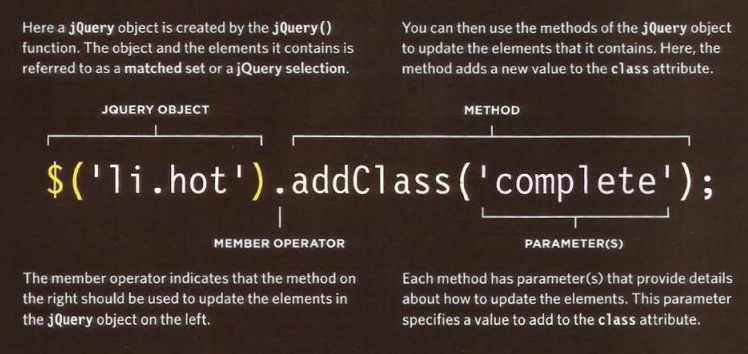 Here a jQuery object is created by the jQuery()
function. The object and the elements it contains is
referred to as a matched set or a jQuery selection.
You can then use the methods of the jQuery object
to update the elements that it contains. Here, the
method adds a new value to the class attribute.
JQUERY OBJECT
METHOD
$('li.hot').addClass('complete');
MEMBER OPERATOR
PARAMETER(S)
The member operator indicates that the method on
the right should be used to update the elements in
the jQuery object on the left.
Each method has parameter(s) that provide details
about how to update the elements. This parameter
specifies a value to add to the class attribute.